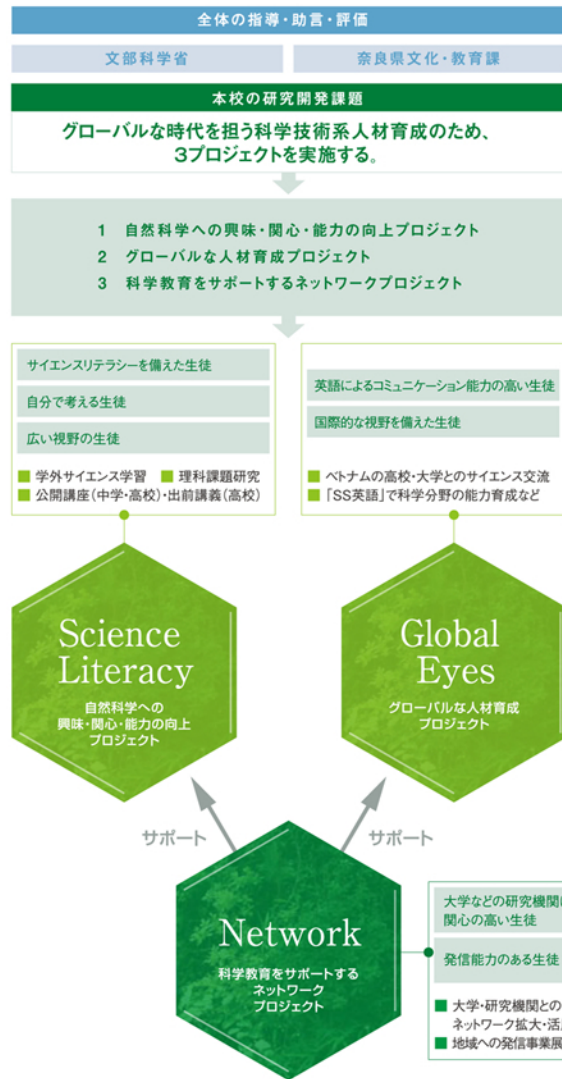 全体の指導・助言・評価
文部科学省
奈良県文化・教育課
本校の研究開発課題
グローバルな時代を担う科学技術系人材育成のため、
3プロジェクトを実施する。
1 自然科学への興味・関心・能力の向上プロジェクト
2 グローバルな人材育成プロジェクト
3 科学教育をサポートするネットワークプロジェクト
サイエンスリテラシーを備えた生徒
自分で考える生徒
広い視野の生徒
■ 学外サイエンス学習 ■ 理科課題研究
■ 公開講座(中学・高校)・出前講義(高校)
英語によるコミュニケーション能力の高い生徒
国際的な視野を備えた生徒
■ ベトナムの高校・大学とのサイエンス交流
■ 「SS英語」で科学分野の能力育成など
Science
Literacy
自然科学への
興味・関心・能力の向上
プロジェクト
Global
Eyes
グローバルな人材育成
プロジェクト
サポート
サポート
Network
科学教育をサポートする
ネットワーク
プロジェクト
大学などの研究機関に
関心の高い生徒
発信能力のある生徒
■ 大学・研究機関との
ネットワーク拡大・活
■ 地域への発信事業展